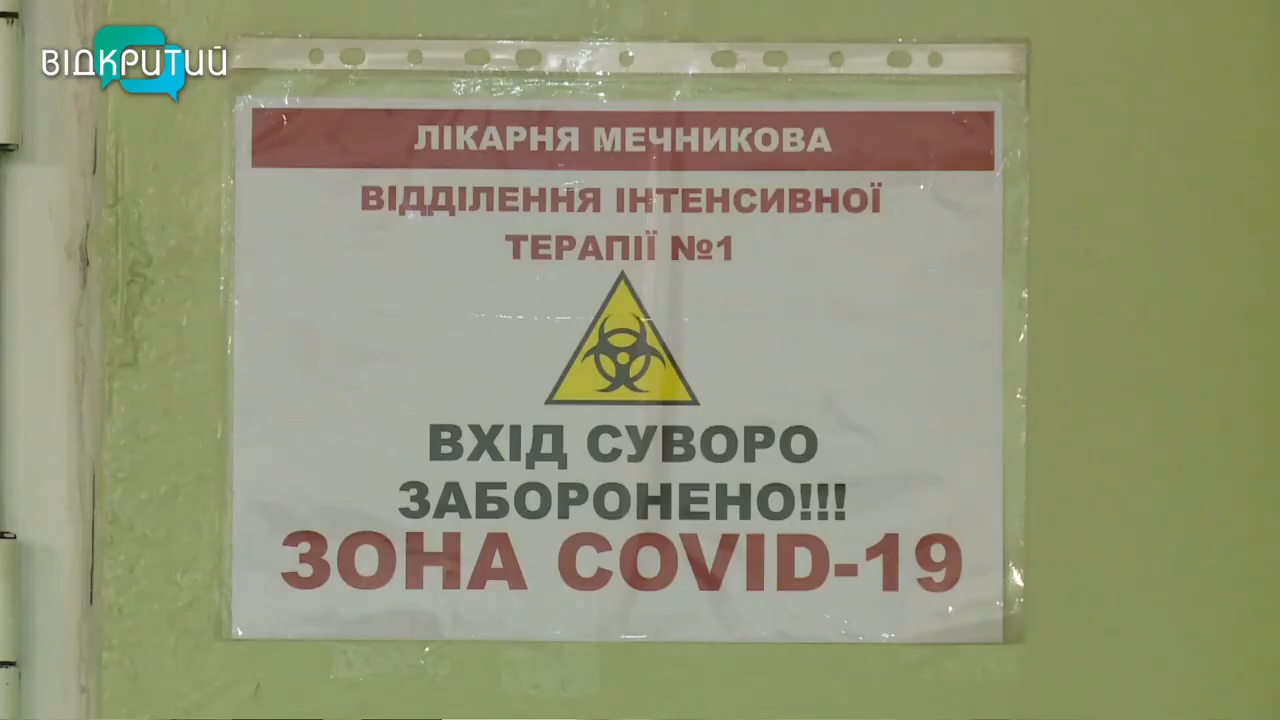 ВІДКРИТИЙ
ЛІКАРНЯ МЕЧНИКОВА
ВІДДІЛЕННЯ ІНТЕНСИВНОЇ
ТЕРАПІЇ №1
ВХІД СУВОРО
ЗАБОРОНЕНО!!!
ЗОНА COVID-19